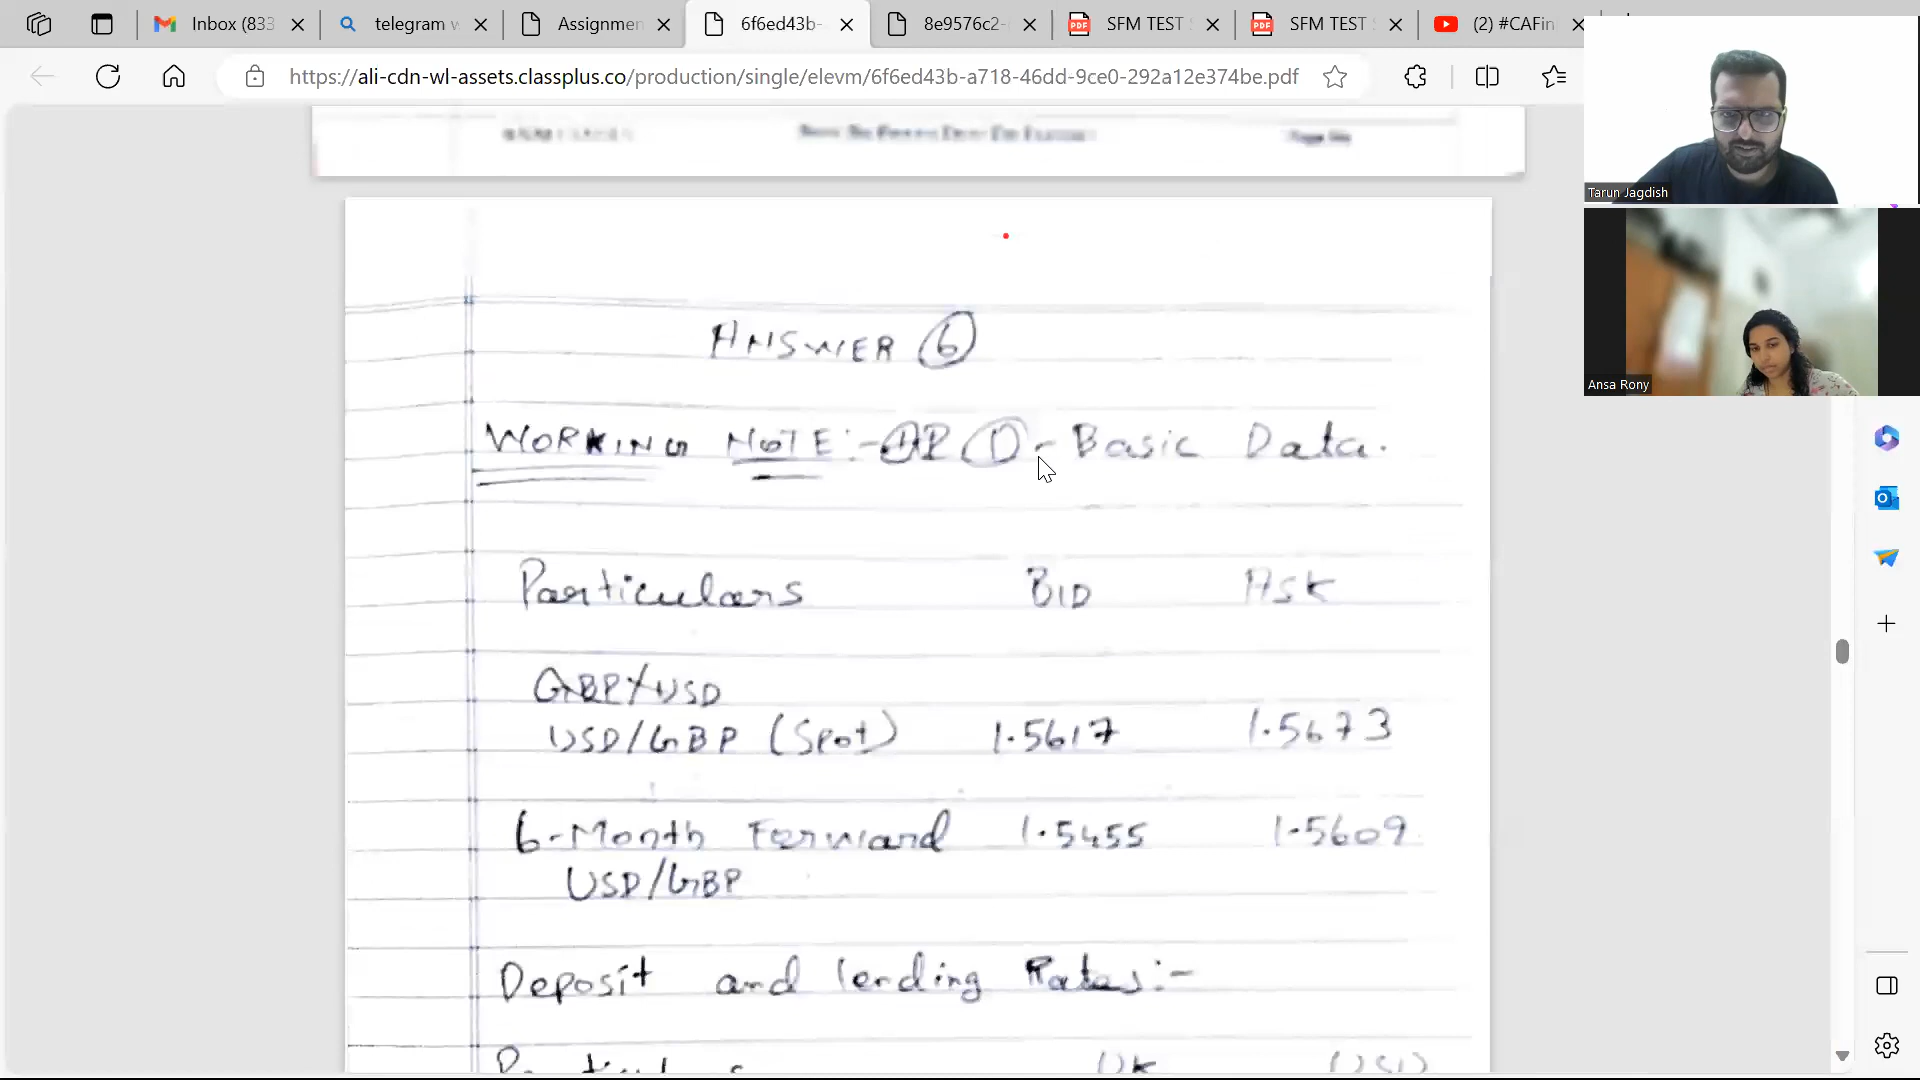 Inbox (833
telegram w
Assignmen
6f6ed43b-
8e9576c2-
SFM TEST S
SFM TEST S
(2) #CAFin
https://ali-cdn-wl-assets.classplus.co/production/single/elevm/6f6ed43b-a718-46dd-9ce0-292a12e374be.pdf
Tarun Jagdish
Ansa Rony
ANSWER 6
WORKING NOTE:- 1 - Basic Data.
Particulars BID ASK
GBP/USD
USD/GBP (Spot) 1.5617 1.5673
6-Month Forward 1.5455 1.5609
USD/GBP
Deposit and lending Rates:-
Particulars UK USD